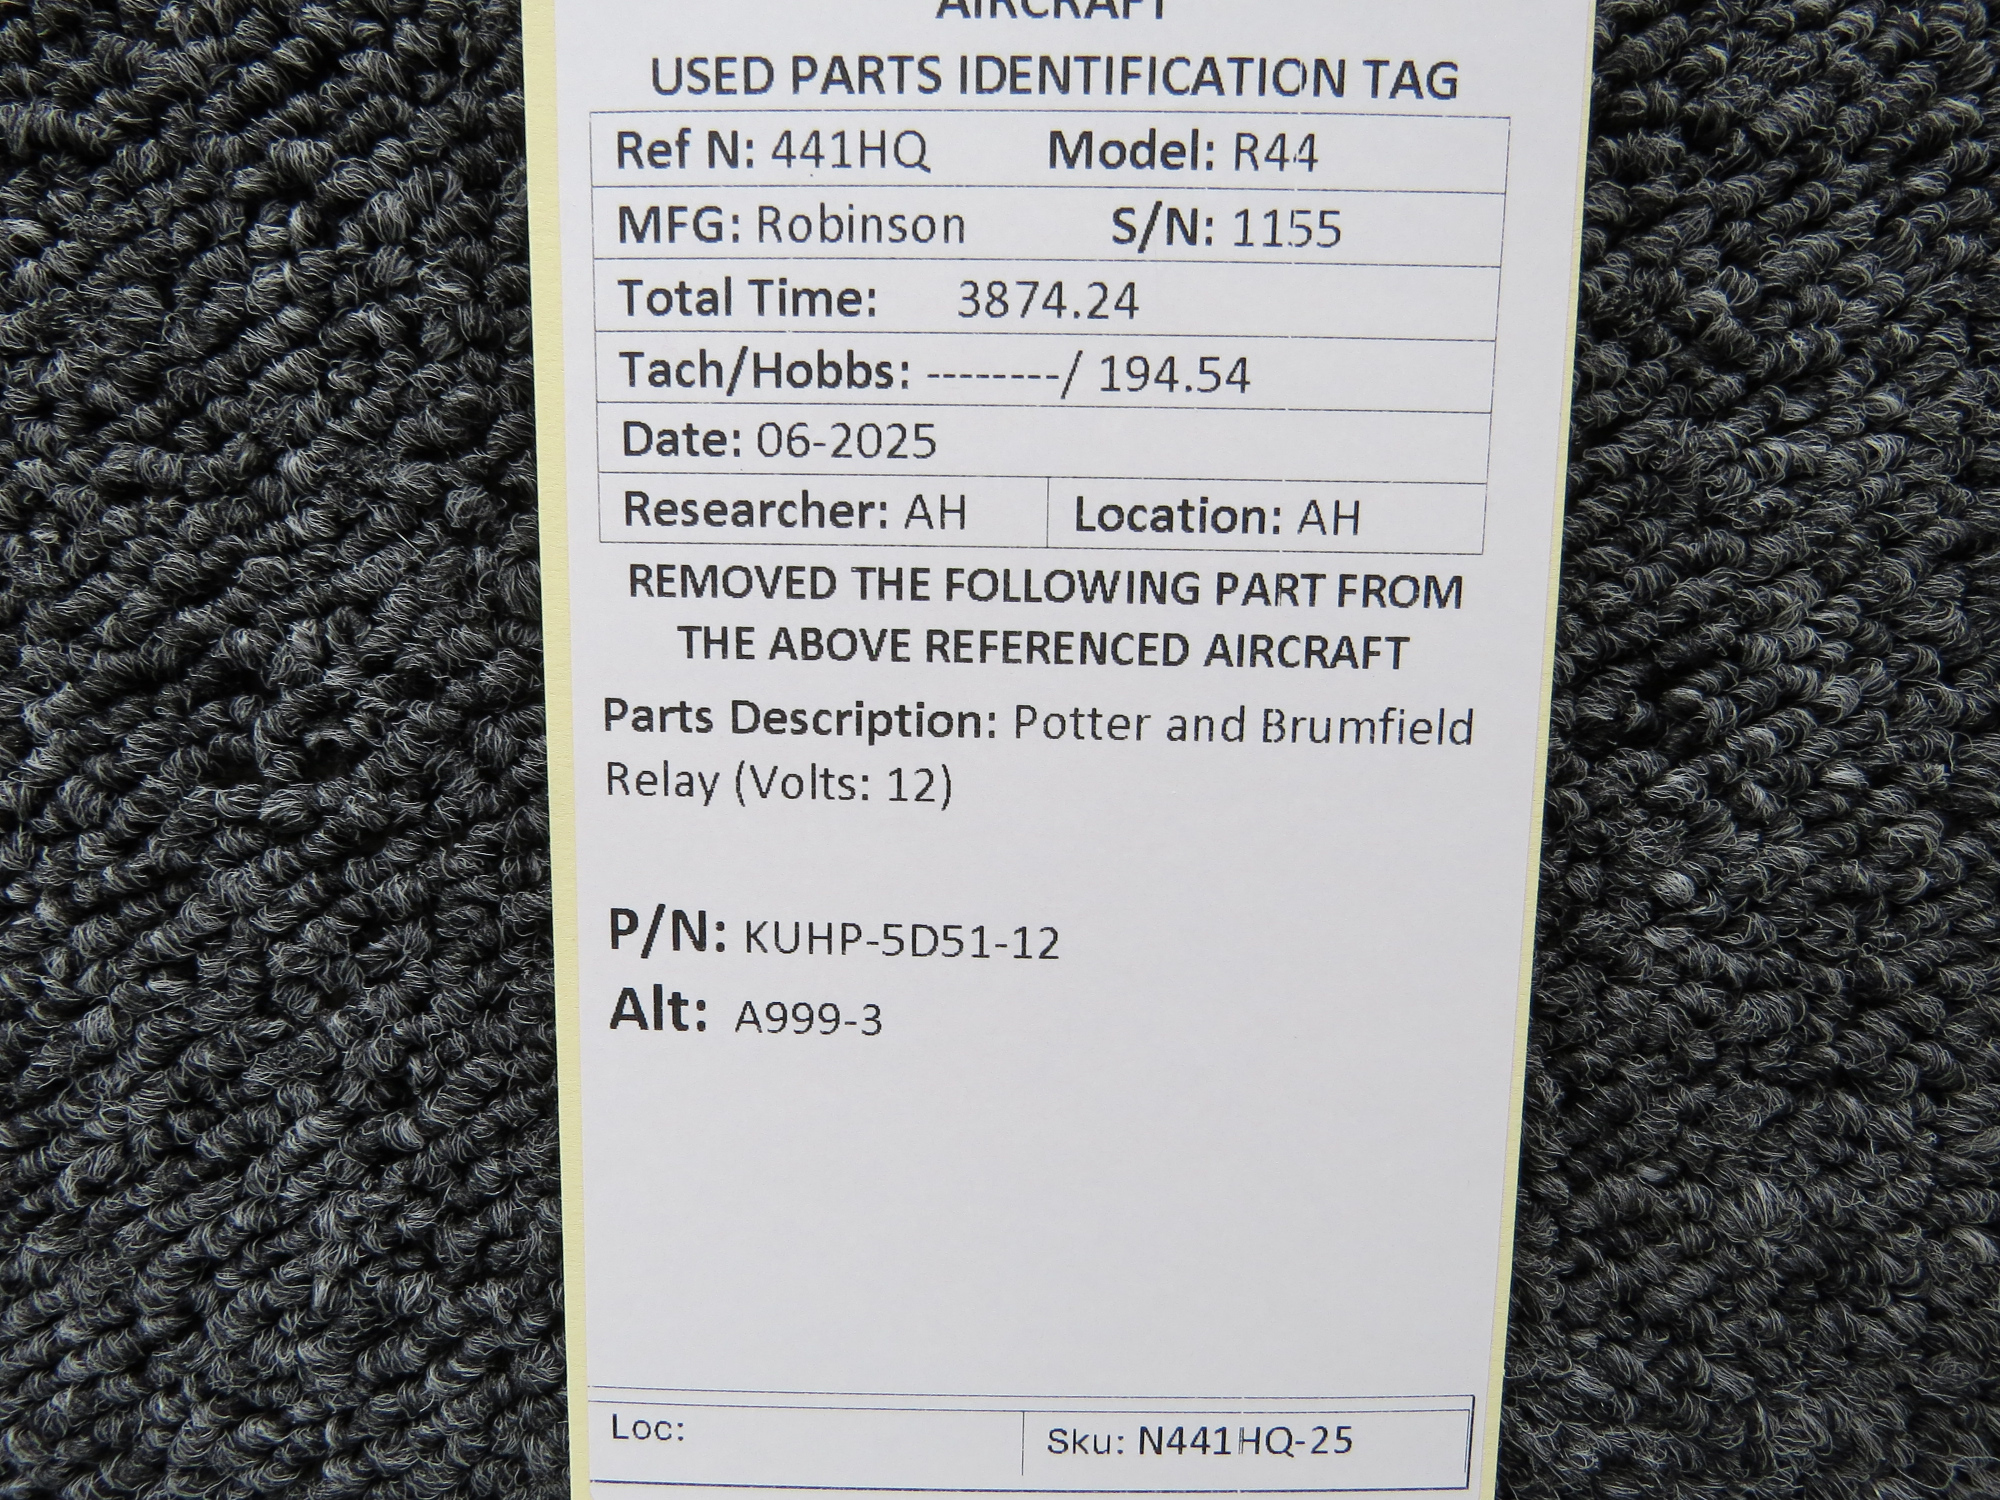 AIRCRAFT
USED PARTS IDENTIFICATION TAG
Ref N: 441HQ Model: R44
MFG: Robinson S/N: 1155
Total Time: 3874.24
Tach/Hobbs: --------/ 194.54
Date: 06-2025
Researcher: AH Location: AH
REMOVED THE FOLLOWING PART FROM
THE ABOVE REFERENCED AIRCRAFT
Parts Description: Potter and Brumfield
Relay (Volts: 12)
P/N: KUHP-5D51-12
Alt: A999-3
Loc: Sku: N441HQ-25